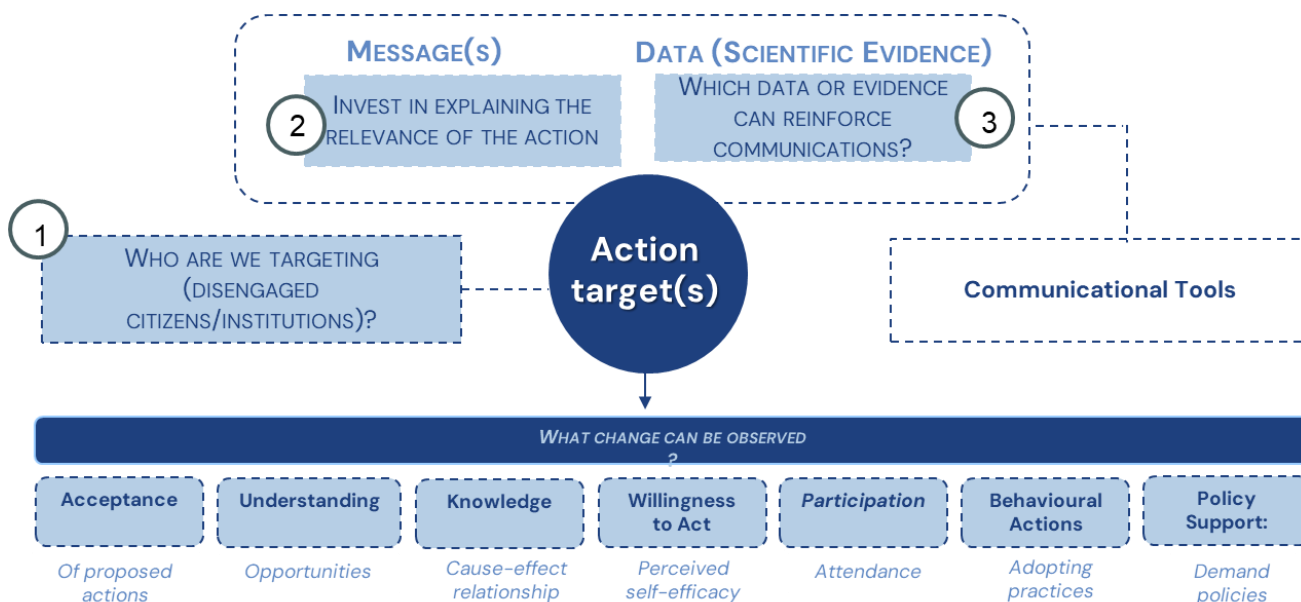 MESSAGE(S)
DATA (SCIENTIFIC EVIDENCE)
2
INVEST IN EXPLAINING THE
RELEVANCE OF THE ACTION
WHICH DATA OR EVIDENCE
CAN REINFORCE
COMMUNICATIONS?
3
1
WHO ARE WE TARGETING
(DISENGAGED
CITIZENS/INSTITUTIONS)?
Action
target(s)
Communicational Tools
WHAT CHANGE CAN BE OBSERVED
?
Acceptance
Of proposed
actions
Understanding
Opportunities
Knowledge
Cause-effect
relationship
Willingness
to Act
Perceived
self-efficacy
Participation
Attendance
Behavioural
Actions
Adopting
practices
Policy
Support:
Demand
policies